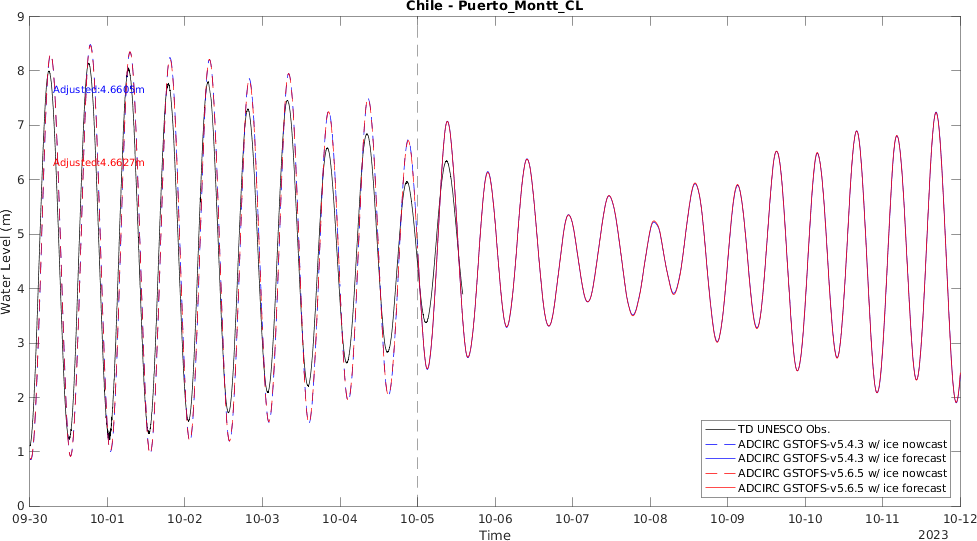 Chile - Puerto_Montt_CL
9
8
7
6
5
4
3
2
1
0
Water Level (m)
Adjusted:4.6605m
Adjusted:4.6627m
TD UNESCO Obs.
ADCIRC GSTOFS-v5.4.3 w/ ice nowcast
ADCIRC GSTOFS-v5.4.3 w/ ice forecast
ADCIRC GSTOFS-v5.6.5 w/ ice nowcast
ADCIRC GSTOFS-v5.6.5 w/ ice forecast
09-30 10-01 10-02 10-03 10-04 10-05 10-06 10-07 10-08 10-09 10-10 10-11 10-12
Time
2023